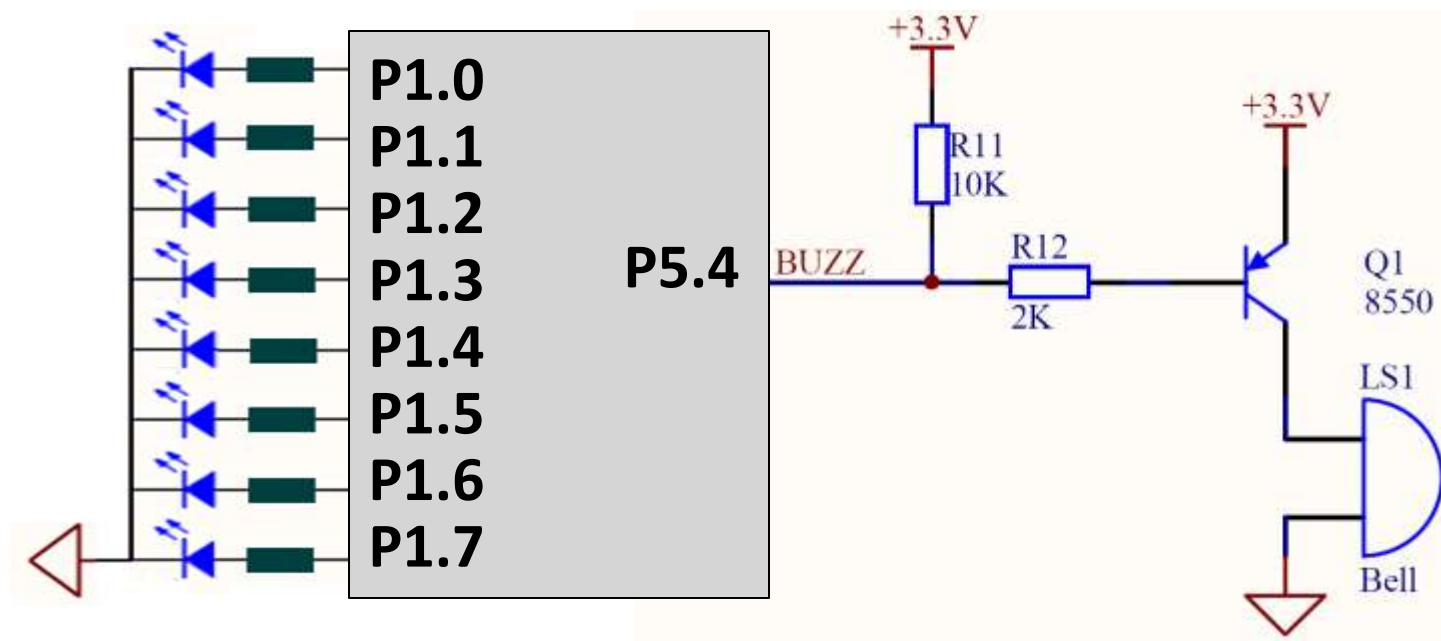 P1.0
P1.1
P1.2
P1.3
P1.4
P1.5
P1.6
P1.7
P5.4
BUZZ
+3.3V
R11
10K
R12
2K
+3.3V
Q1
8550
LS1
Bell